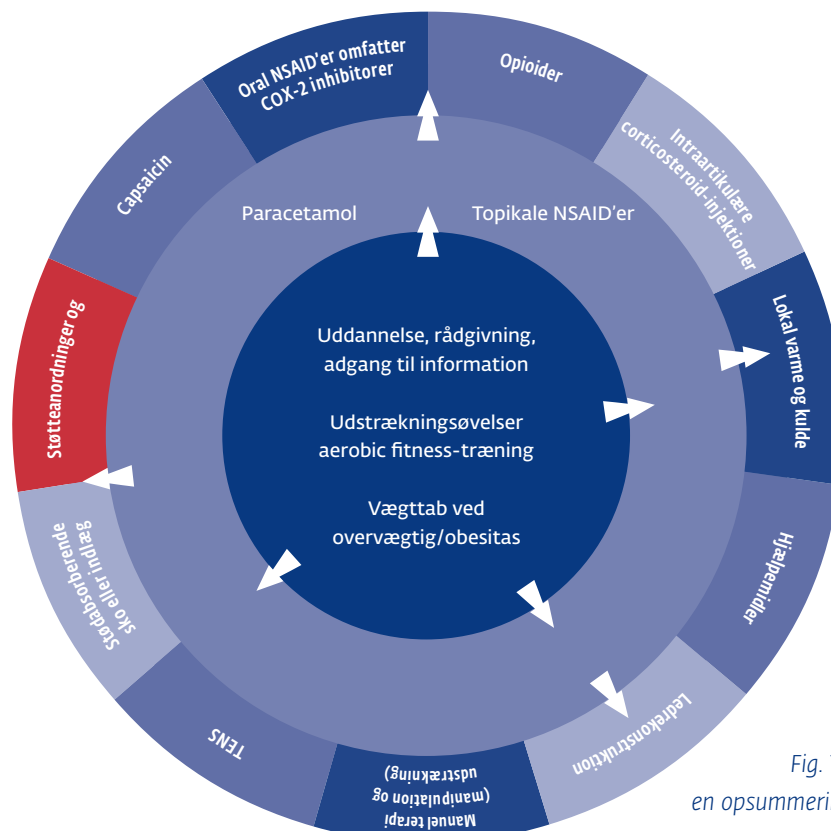 Oral NSAID'er omfatter
COX-2 inhibitorer
Opioider
Intraartikulære
corticosteroid-injektioner
Lokal varme og kulde
Hjælpemidler
Ledrekonstruktion
Manuel terapi
(manipulation og
udstrækning)
TENS
Stødabsorberende
sko eller indlæg
Støtteanordninger og
Capsaicin
Paracetamol
Topikale NSAID'er
Uddannelse, rådgivning,
adgang til information
Udstrækningsøvelser
aerobic fitness-træning
Vægttab ved
overvægtig/obesitas
Fig.
en opsummerin